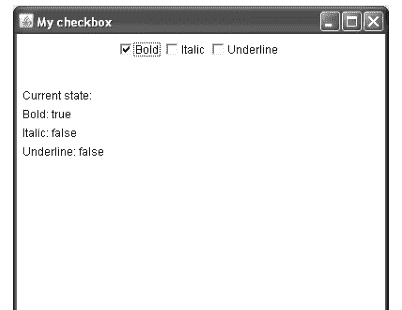 My checkbox
Bold Italic Underline
Current state:
Bold: true
Italic: false
Underline: false